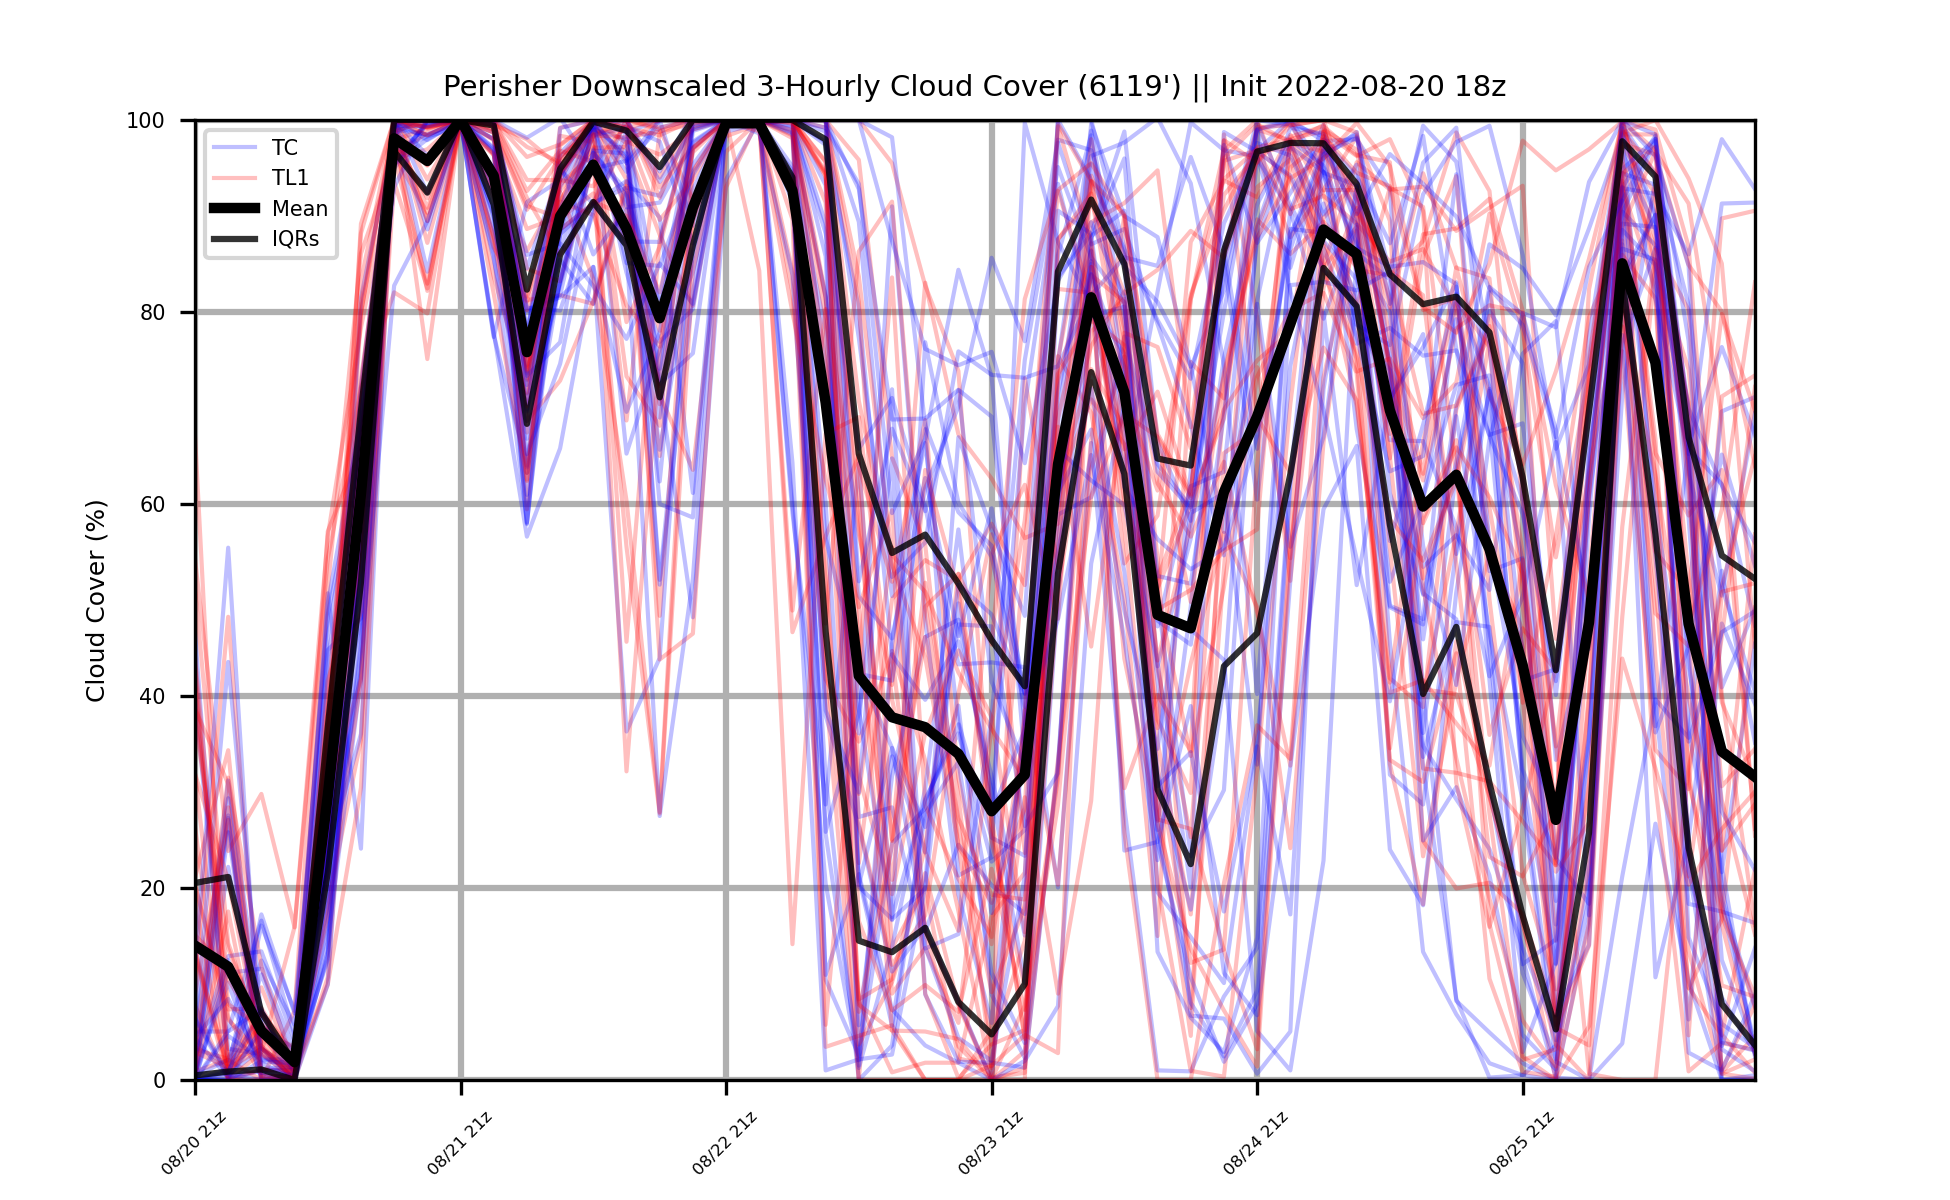 Perisher Downscaled 3-Hourly Cloud Cover (6119') || Init 2022-08-20 18z
TC
TL1
Mean
IQRs
Cloud Cover (%)
100
80
60
40
20
0
08/20 21z
08/21 21z
08/22 21z
08/23 21z
08/24 21z
08/25 21z